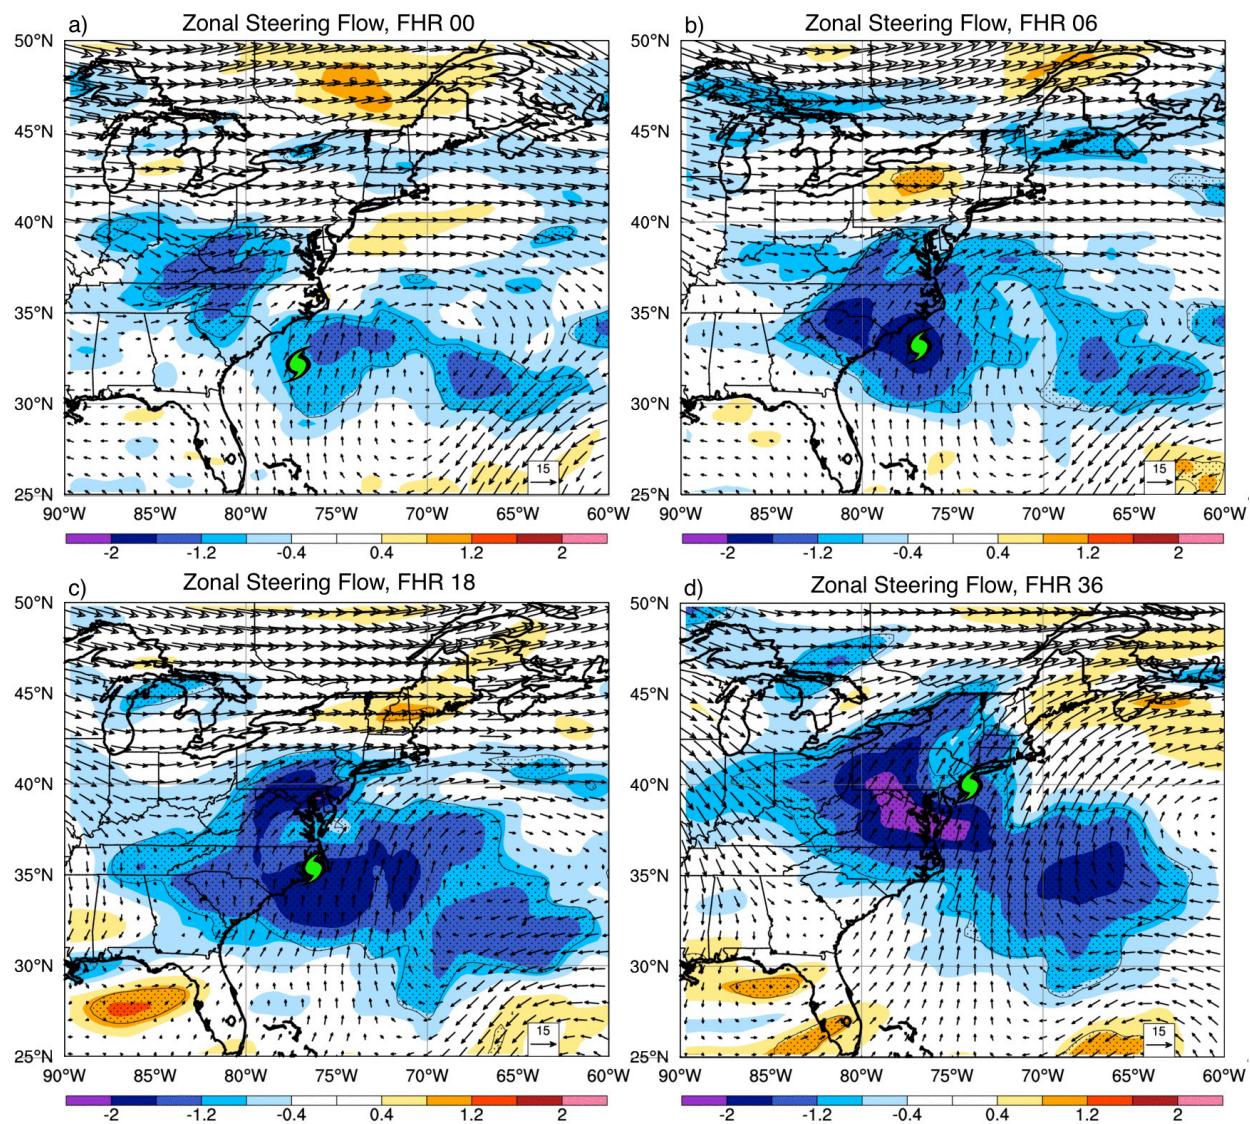 a) Zonal Steering Flow, FHR 00
50°N
45°N
40°N
35°N
30°N
25°N
15
90°W 85°W 80°W 75°W 70°W 65°W 60°W
-2 -1.2 -0.4 0.4 1.2 2
b) Zonal Steering Flow, FHR 06
50°N
45°N
40°N
35°N
30°N
25°N
15
90°W 85°W 80°W 75°W 70°W 65°W 60°W
-2 -1.2 -0.4 0.4 1.2 2
c) Zonal Steering Flow, FHR 18
50°N
45°N
40°N
35°N
30°N
25°N
15
90°W 85°W 80°W 75°W 70°W 65°W 60°W
-2 -1.2 -0.4 0.4 1.2 2
d) Zonal Steering Flow, FHR 36
50°N
45°N
40°N
35°N
30°N
25°N
15
90°W 85°W 80°W 75°W 70°W 65°W 60°W
-2 -1.2 -0.4 0.4 1.2 2